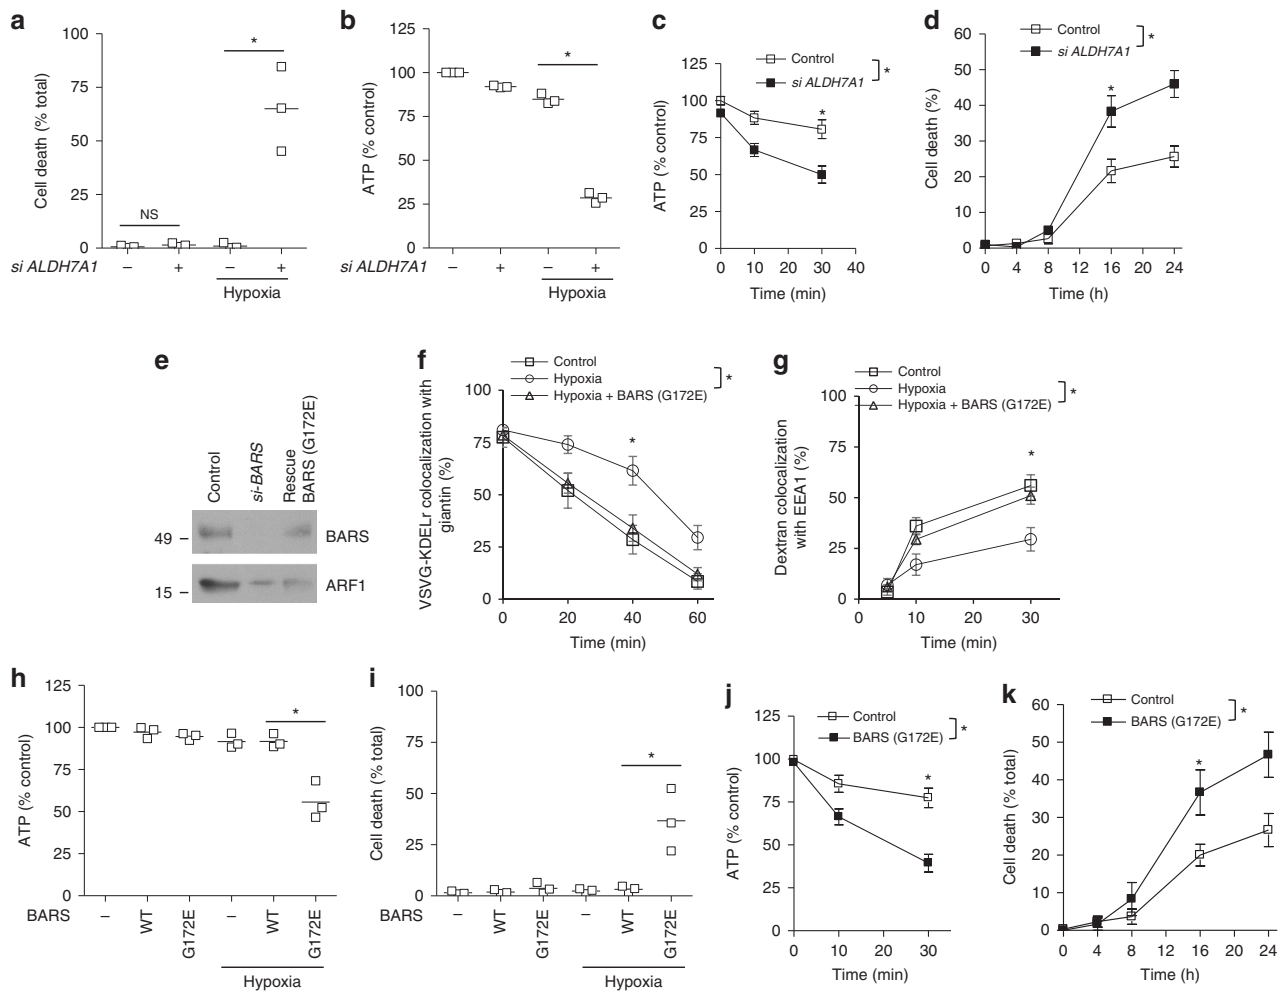 a
Cell death (% total)
100
75
50
25
0
NS
*
si ALDH7A1
– + – +
Hypoxia
b
ATP (% control)
125
100
75
50
25
0
*
si ALDH7A1
– + – +
Hypoxia
c
Control
si ALDH7A1
*
*
ATP (% control)
125
100
75
50
25
0
0 10 20 30 40
Time (min)
d
Control
si ALDH7A1
*
*
Cell death (%)
60
50
40
30
20
10
0
0 4 8 12 16 20 24
Time (h)
e
Control
si-BARS
Rescue
BARS (G172E)
49 –
BARS
15 –
ARF1
f
Control
Hypoxia
Hypoxia + BARS (G172E)
*
*
VSVG-KDELr colocalization with
giantin (%)
100
75
50
25
0
0 20 40 60
Time (min)
g
Control
Hypoxia
Hypoxia + BARS (G172E)
*
*
Dextran colocalization
with EEA1 (%)
100
75
50
25
0
0 10 20 30
Time (min)
h
ATP (% control)
125
100
75
50
25
0
*
BARS
– WT G172E – WT G172E
Hypoxia
i
Cell death (% total)
100
75
50
25
0
*
BARS
– WT G172E – WT G172E
Hypoxia
j
Control
BARS (G172E)
*
*
ATP (% control)
125
100
75
50
25
0
0 10 20 30
Time (min)
k
Control
BARS (G172E)
*
*
Cell death (% total)
60
50
40
30
20
10
0
0 4 8 12 16 20 24
Time (h)